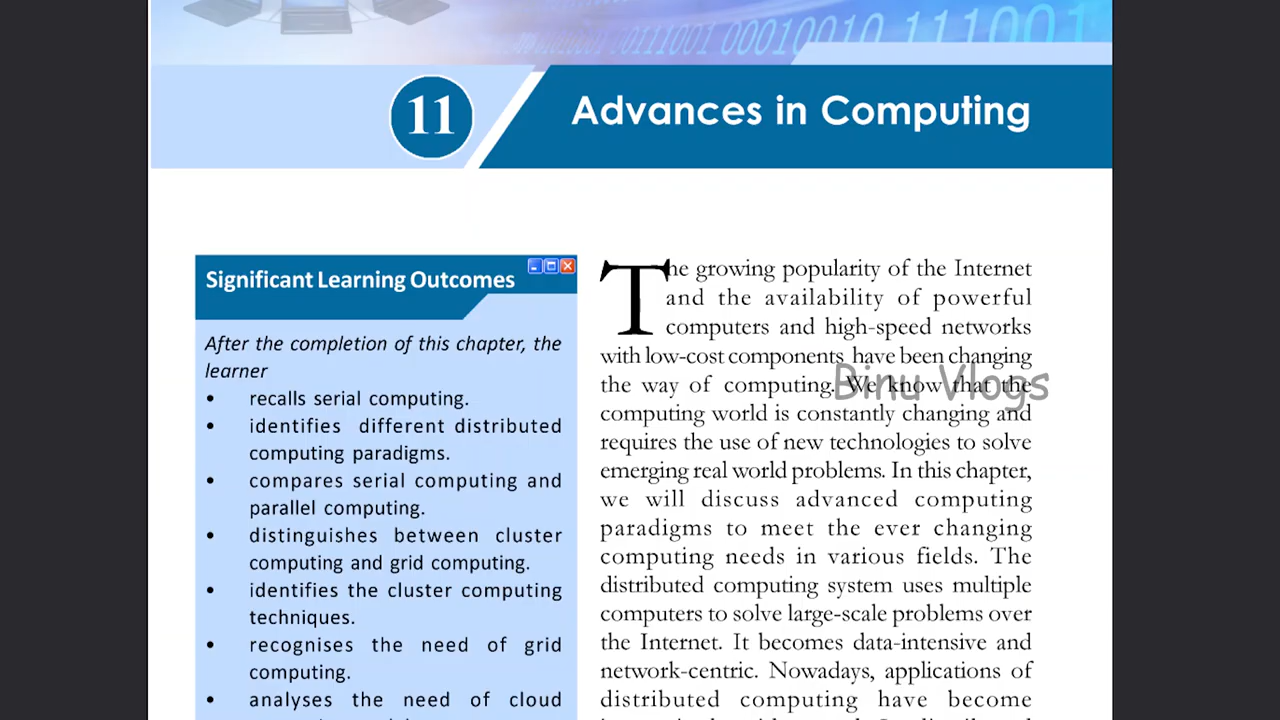 111001 00010010 111001
11
Advances in Computing
Significant Learning Outcomes
After the completion of this chapter, the
learner
• recalls serial computing.
• identifies different distributed
computing paradigms.
• compares serial computing and
parallel computing.
• distinguishes between cluster
computing and grid computing.
• identifies the cluster computing
techniques.
• recognises the need of grid
computing.
• analyses the need of cloud
The growing popularity of the Internet
and the availability of powerful
computers and high-speed networks
with low-cost components have been changing
the way of computing. We know that the
computing world is constantly changing and
requires the use of new technologies to solve
emerging real world problems. In this chapter,
we will discuss advanced computing
paradigms to meet the ever changing
computing needs in various fields. The
distributed computing system uses multiple
computers to solve large-scale problems over
the Internet. It becomes data-intensive and
network-centric. Nowadays, applications of
distributed computing have become
Binu Vlogs